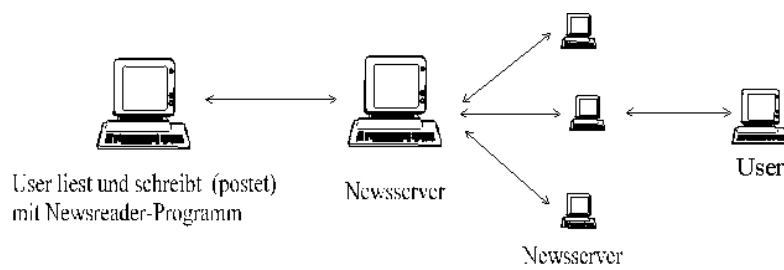 User liest und schreibt (postet)
mit Newsreader-Programm
Newsserver
Newsserver
User